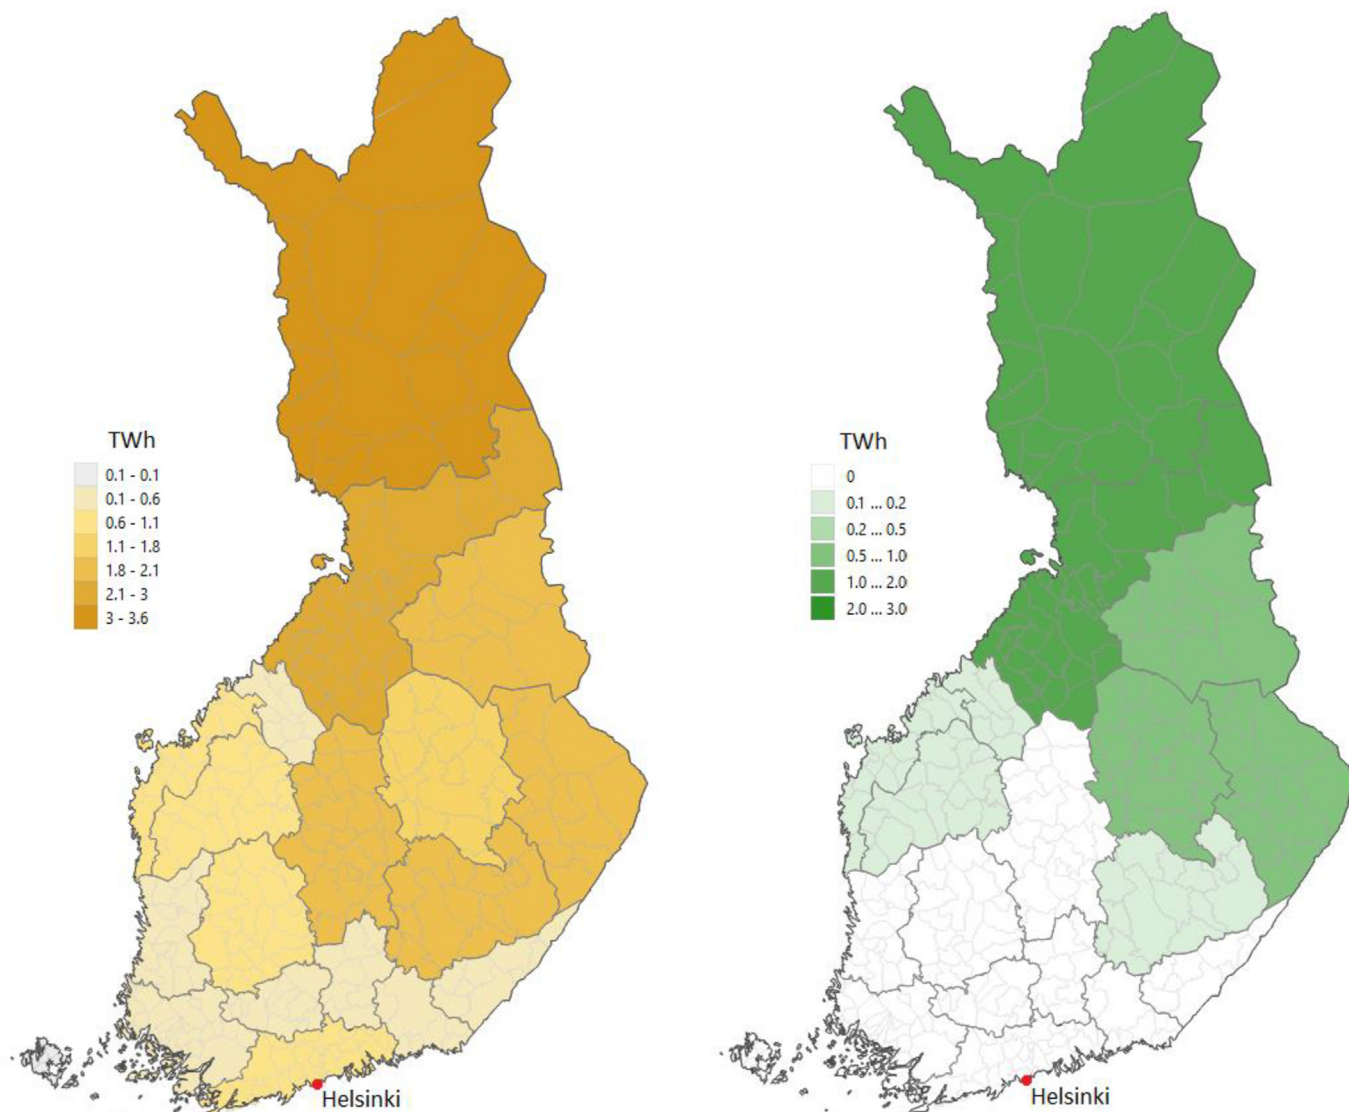 TWh
0.1 - 0.1
0.1 - 0.6
0.6 - 1.1
1.1 - 1.8
1.8 - 2.1
2.1 - 3
3 - 3.6
Helsinki
TWh
0
0.1 ... 0.2
0.2 ... 0.5
0.5 ... 1.0
1.0 ... 2.0
2.0 ... 3.0
Helsinki